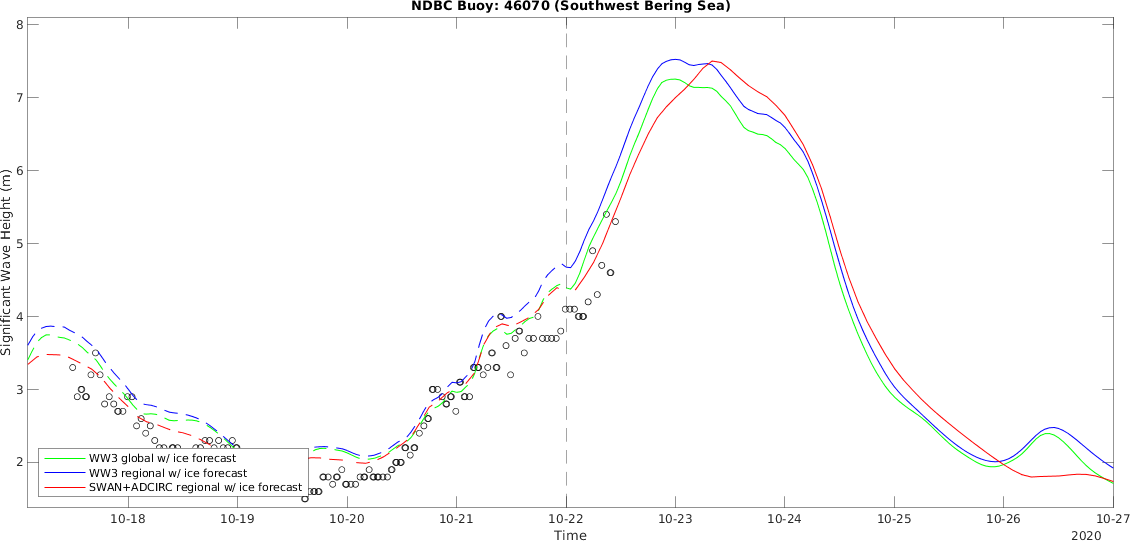 NDBC Buoy: 46070 (Southwest Bering Sea)
8
7
6
5
4
3
2
Significant Wave Height (m)
WW3 global w/ ice forecast
WW3 regional w/ ice forecast
SWAN+ADCIRC regional w/ ice forecast
10-18 10-19 10-20 10-21 10-22 10-23 10-24 10-25 10-26 10-27
Time
2020